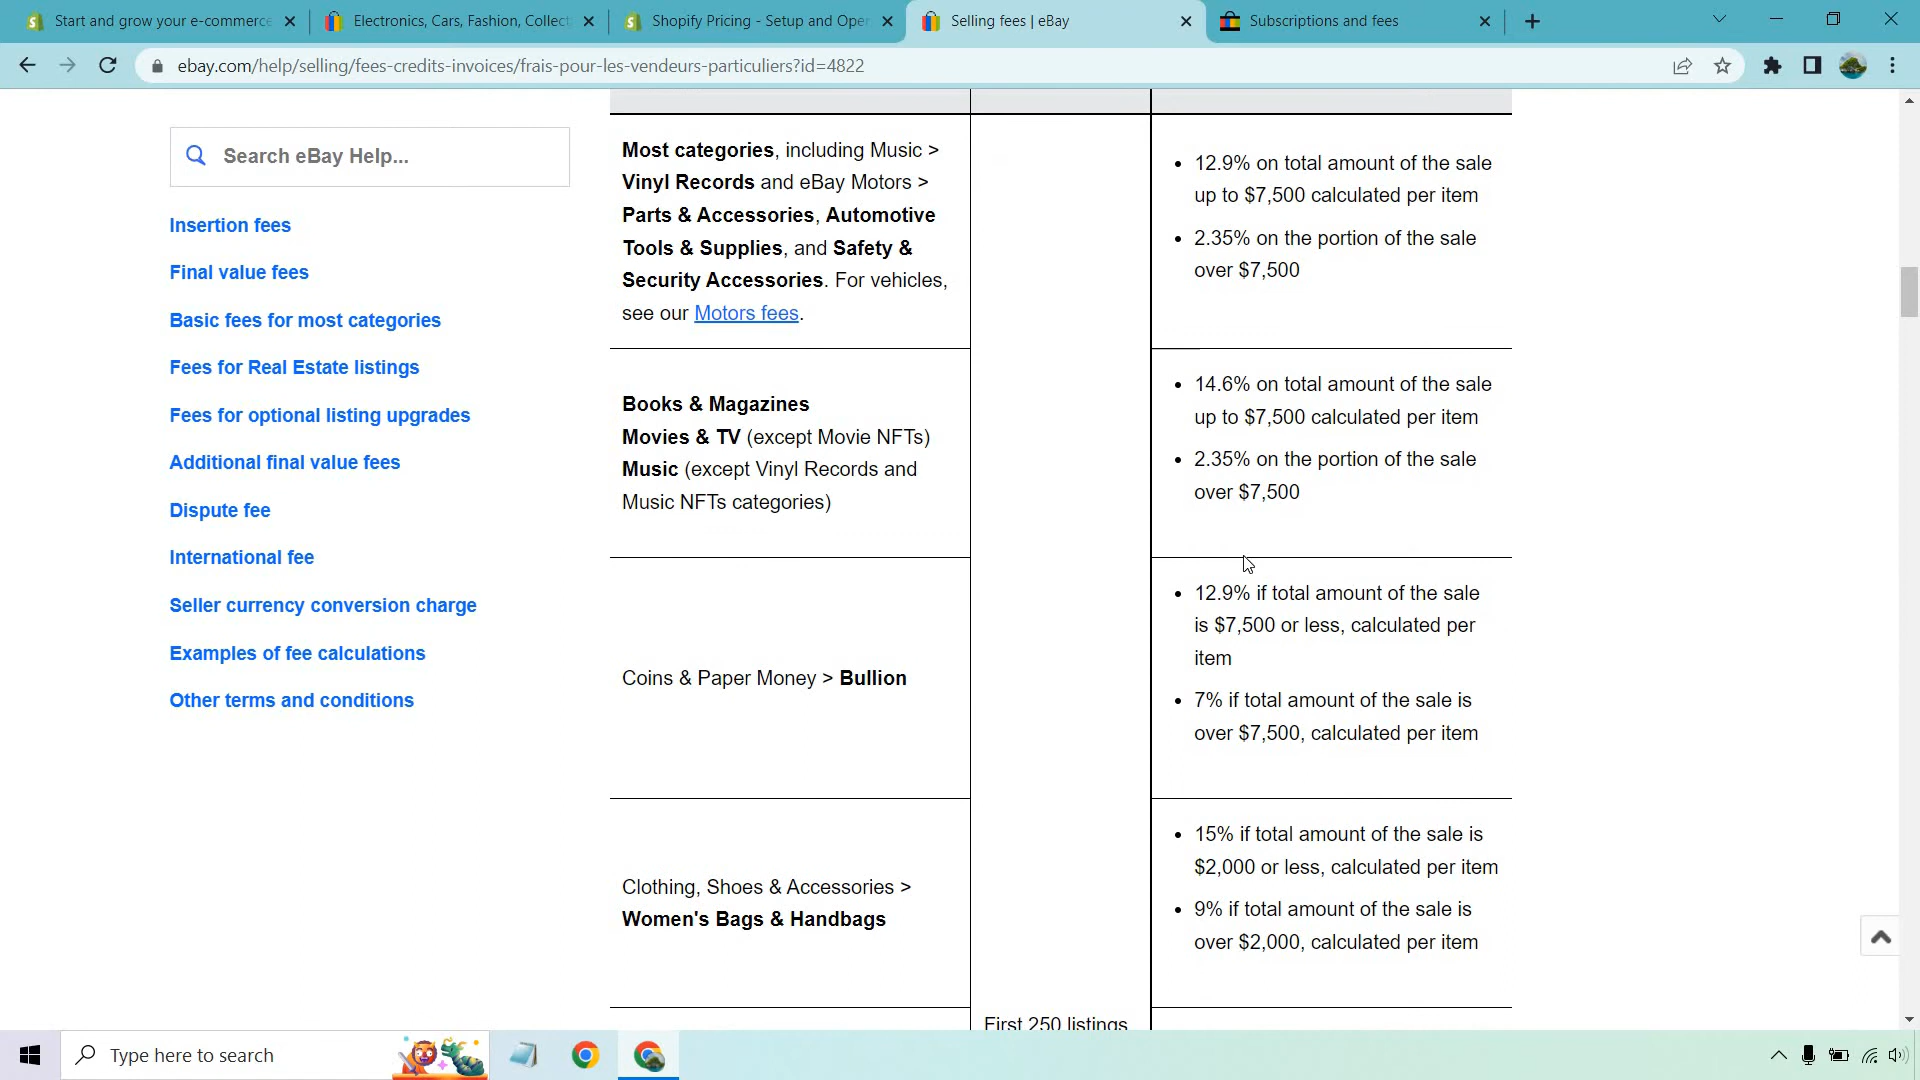 Start and grow your e-commerce
Electronics, Cars, Fashion, Collect
Shopify Pricing - Setup and Oper
Selling fees | eBay
Subscriptions and fees
ebay.com/help/selling/fees-credits-invoices/frais-pour-les-vendeurs-particuliers?id=4822
Search eBay Help...
Insertion fees
Final value fees
Basic fees for most categories
Fees for Real Estate listings
Fees for optional listing upgrades
Additional final value fees
Dispute fee
International fee
Seller currency conversion charge
Examples of fee calculations
Other terms and conditions
Most categories, including Music >
Vinyl Records and eBay Motors >
Parts & Accessories, Automotive
Tools & Supplies, and Safety &
Security Accessories. For vehicles,
see our Motors fees.
• 12.9% on total amount of the sale
up to $7,500 calculated per item
• 2.35% on the portion of the sale
over $7,500
Books & Magazines
Movies & TV (except Movie NFTs)
Music (except Vinyl Records and
Music NFTs categories)
• 14.6% on total amount of the sale
up to $7,500 calculated per item
• 2.35% on the portion of the sale
over $7,500
Coins & Paper Money > Bullion
• 12.9% if total amount of the sale
is $7,500 or less, calculated per
item
• 7% if total amount of the sale is
over $7,500, calculated per item
Clothing, Shoes & Accessories >
Women's Bags & Handbags
• 15% if total amount of the sale is
$2,000 or less, calculated per item
• 9% if total amount of the sale is
over $2,000, calculated per item
First 250 listings
Type here to search